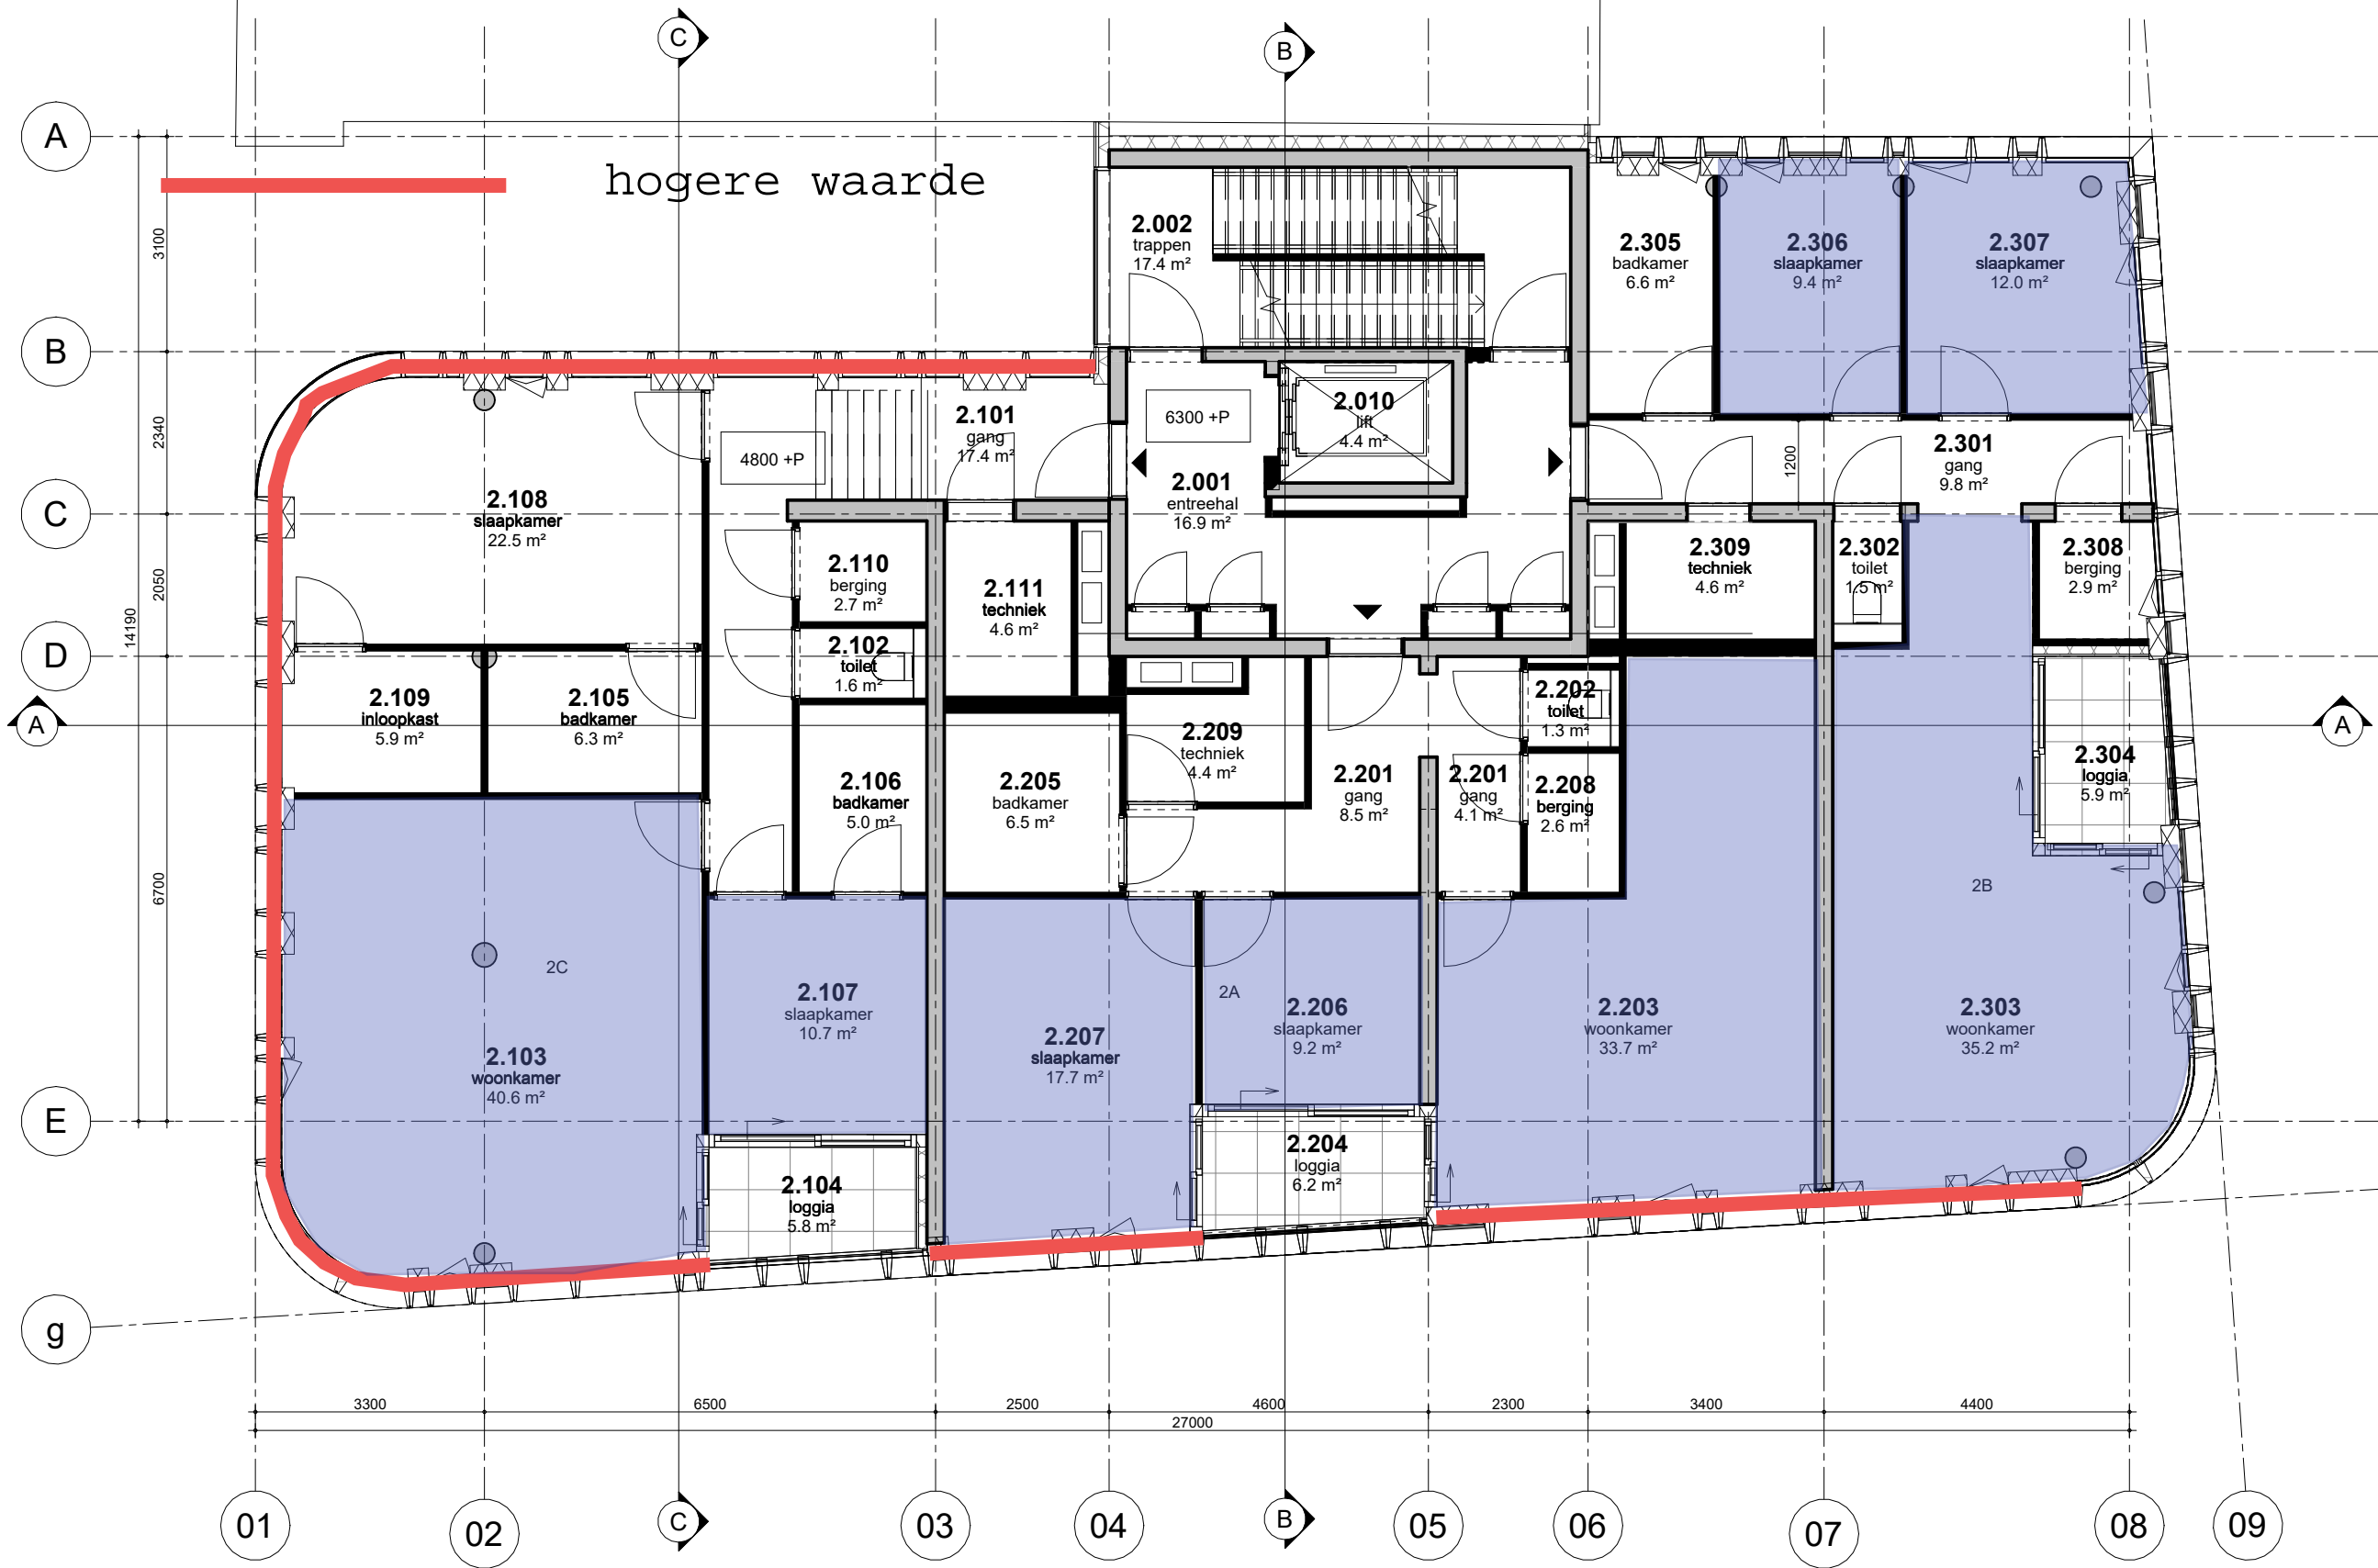 C
B
A
hogere waarde
3100
2.002
trappen
17.4 m²
2.305
badkamer
6.6 m²
2.306
slaapkamer
9.4 m²
2.307
slaapkamer
12.0 m²
B
2340
2.101
gang
17.4 m²
4800 +P
6300 +P
2.010
lift
4.4 m²
2.001
entreehal
16.9 m²
1200
2.301
gang
9.8 m²
C
2.108
slaapkamer
22.5 m²
2050
14190
2.110
berging
2.7 m²
2.111
techniek
4.6 m²
2.309
techniek
4.6 m²
2.302
toilet
1.5 m²
2.308
berging
2.9 m²
D
2.102
toilet
1.6 m²
2.202
toilet
1.3 m²
A
2.109
inloopkast
5.9 m²
2.105
badkamer
6.3 m²
2.209
techniek
4.4 m²
2.304
loggia
5.9 m²
A
2.106
badkamer
5.0 m²
2.205
badkamer
6.5 m²
2.201
gang
8.5 m²
2.201
gang
4.1 m²
2.208
berging
2.6 m²
6700
2B
2C
2A
2.107
slaapkamer
10.7 m²
2.206
slaapkamer
9.2 m²
2.203
woonkamer
33.7 m²
2.303
woonkamer
35.2 m²
2.103
woonkamer
40.6 m²
2.207
slaapkamer
17.7 m²
E
2.104
loggia
5.8 m²
2.204
loggia
6.2 m²
g
3300
6500
2500
4600
2300
3400
4400
27000
01
02
C
03
04
B
05
06
07
08
09